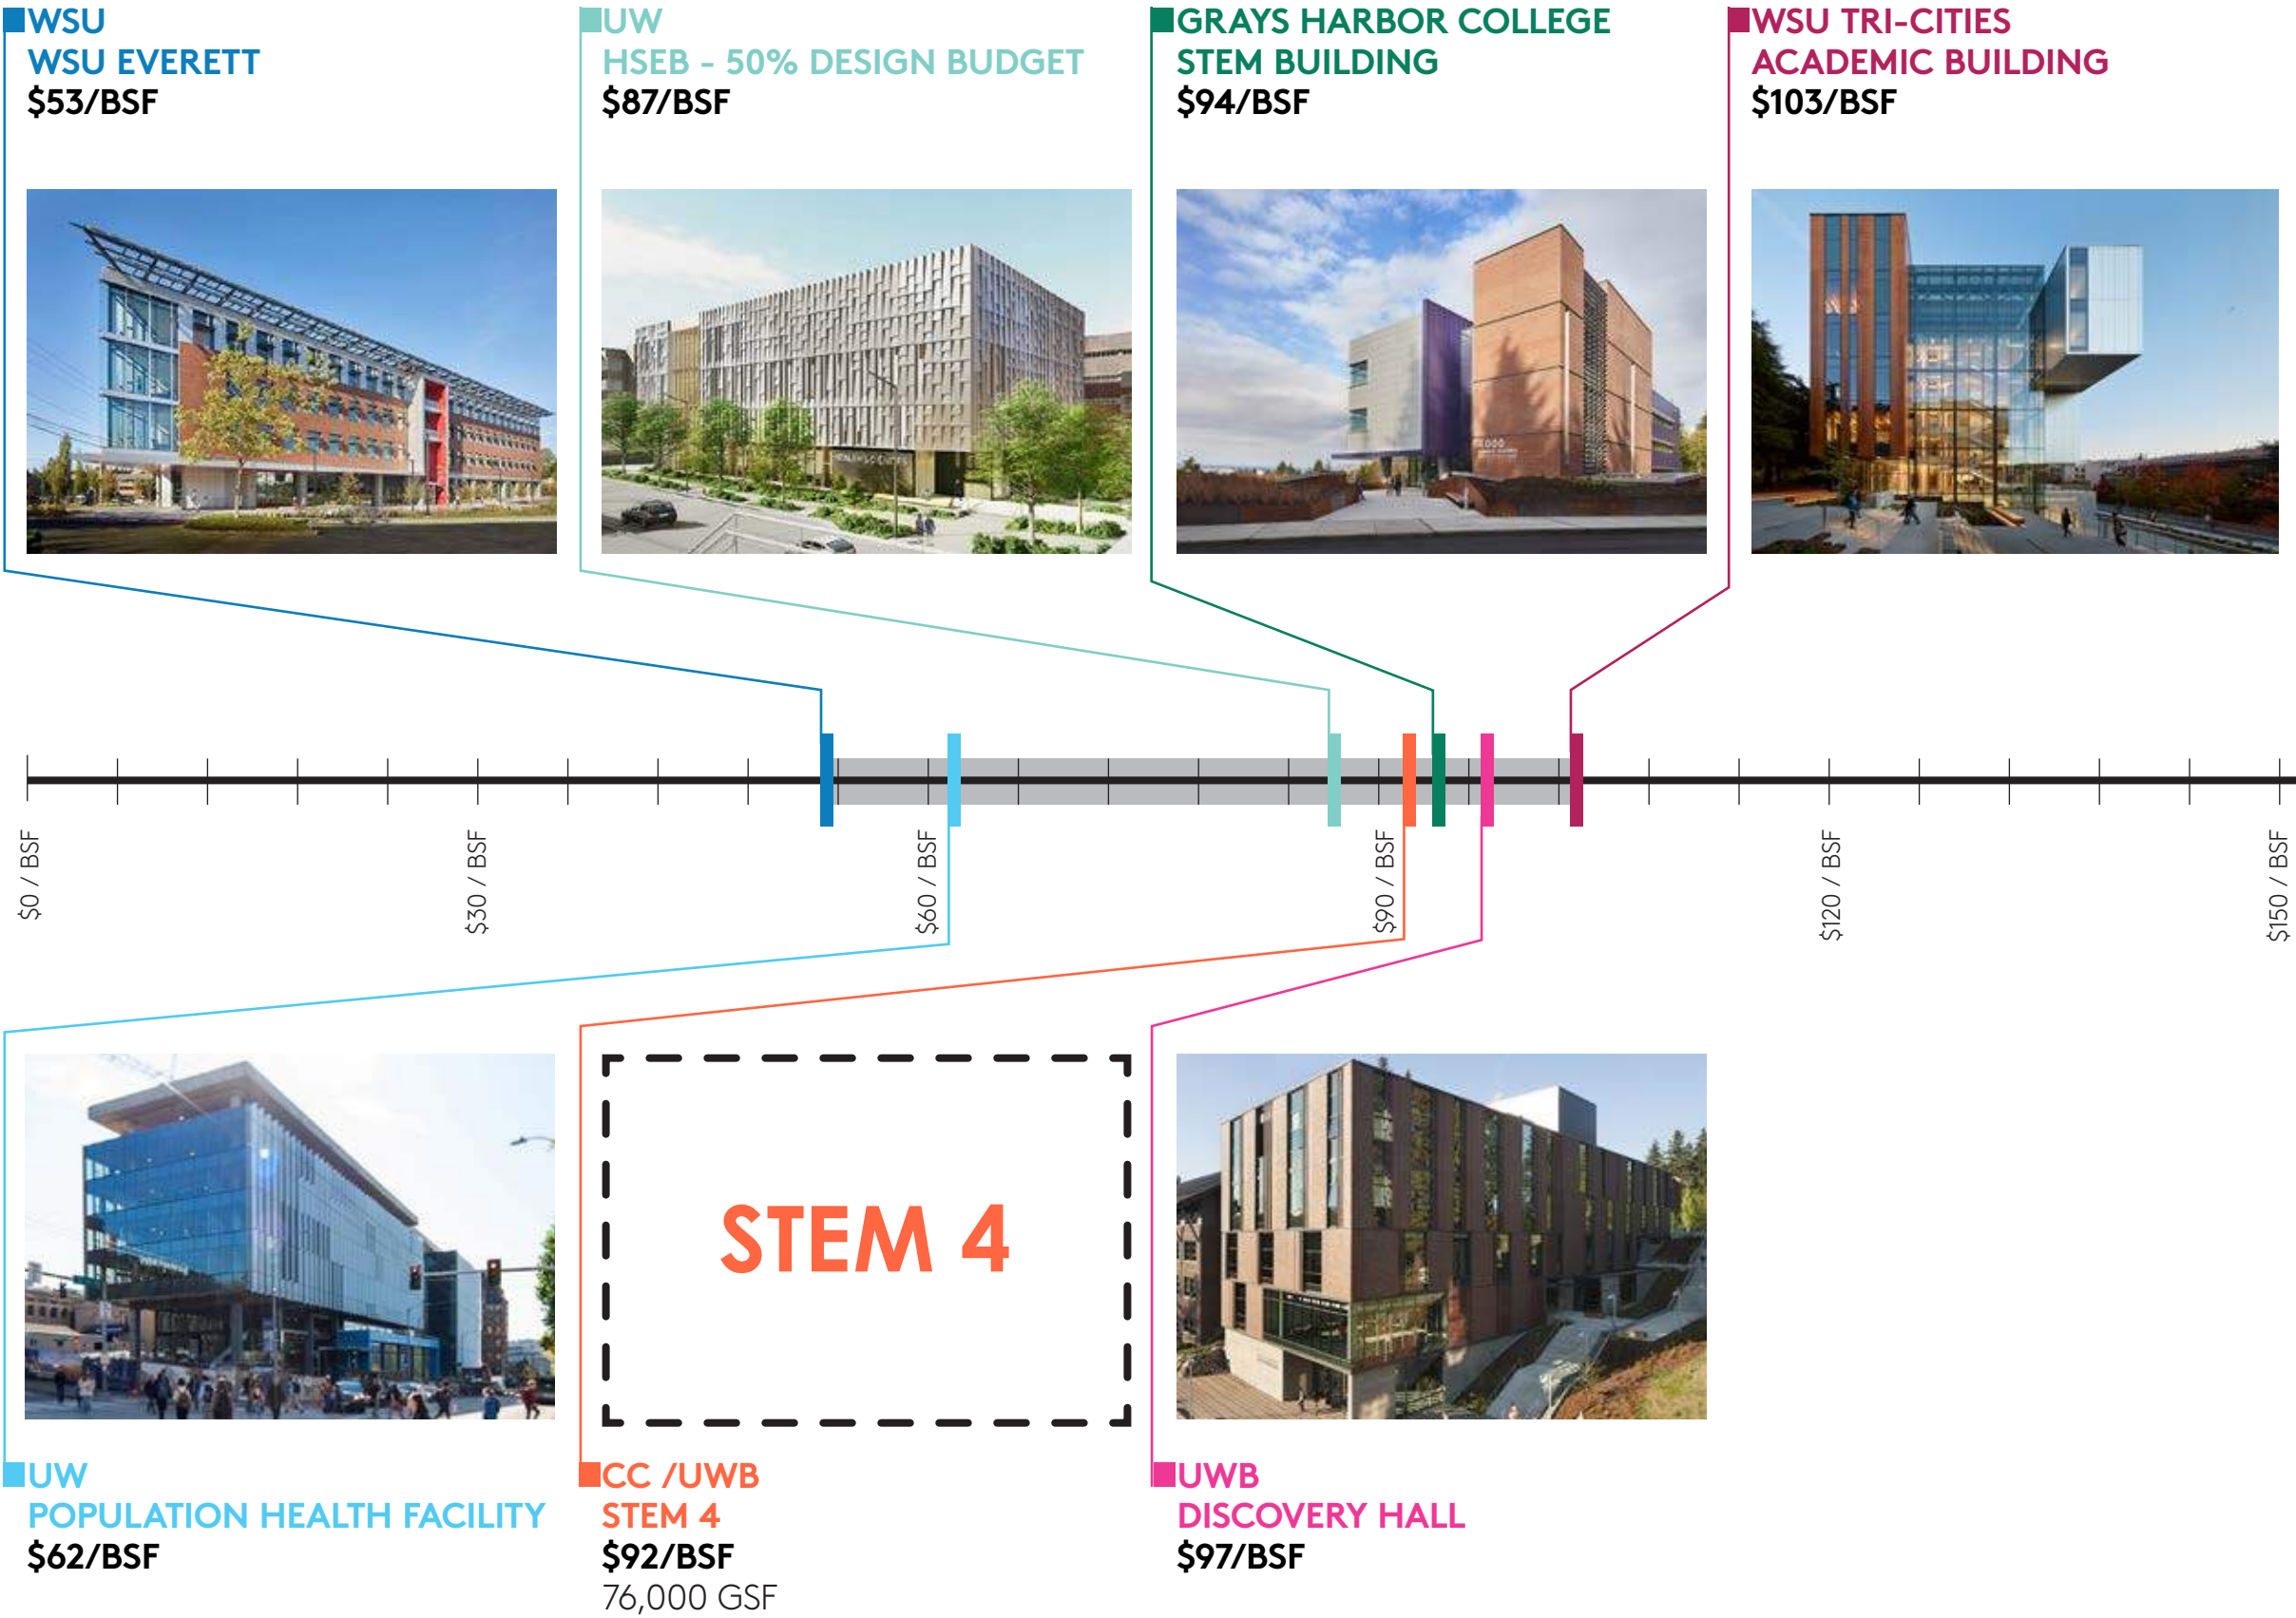 WSU
WSU EVERETT
$53/BSF
UW
HSEB - 50% DESIGN BUDGET
$87/BSF
GRAYS HARBOR COLLEGE
STEM BUILDING
$94/BSF
WSU TRI-CITIES
ACADEMIC BUILDING
$103/BSF
$0 / BSF
$30 / BSF
$60 / BSF
$90 / BSF
$120 / BSF
$150 / BSF
STEM 4
UW
POPULATION HEALTH FACILITY
$62/BSF
CC /UWB
STEM 4
$92/BSF
76,000 GSF
UWB
DISCOVERY HALL
$97/BSF